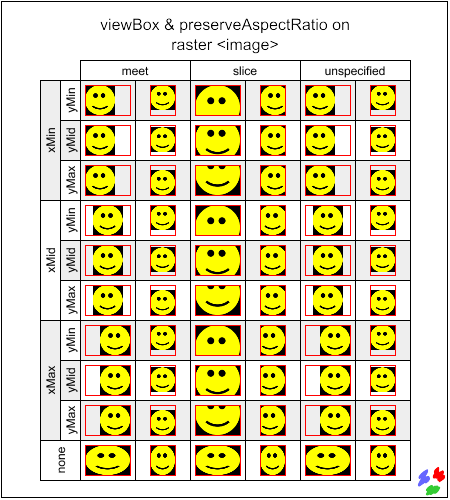 viewBox & preserveAspectRatio on
raster <image>
meet slice unspecified
xMin
yMin
yMid
yMax
xMid
yMin
yMid
yMax
xMax
yMin
yMid
yMax
none